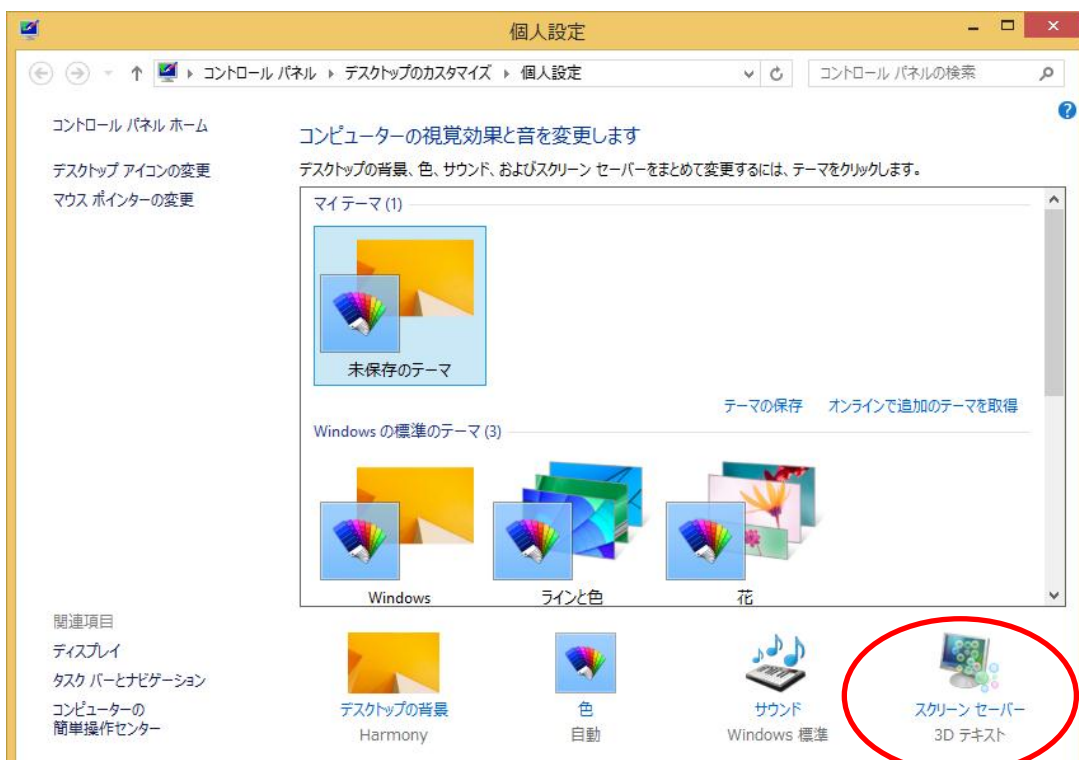 個人設定
コントロール パネル ▸ デスクトップのカスタマイズ ▸ 個人設定
コントロール パネルの検索
コントロール パネル ホーム
デスクトップ アイコンの変更
マウス ポインターの変更
コンピューターの視覚効果と音を変更します
デスクトップの背景、色、サウンド、およびスクリーン セーバーをまとめて変更するには、テーマをクリックします。
マイ テーマ (1)
未保存のテーマ
テーマの保存 オンラインで追加のテーマを取得
Windows の標準のテーマ (3)
Windows ラインと色 花
関連項目
ディスプレイ
タスク バーとナビゲーション
コンピューターの
簡単操作センター
デスクトップの背景 色 サウンド スクリーン セーバー
Harmony 自動 Windows 標準 3D テキスト